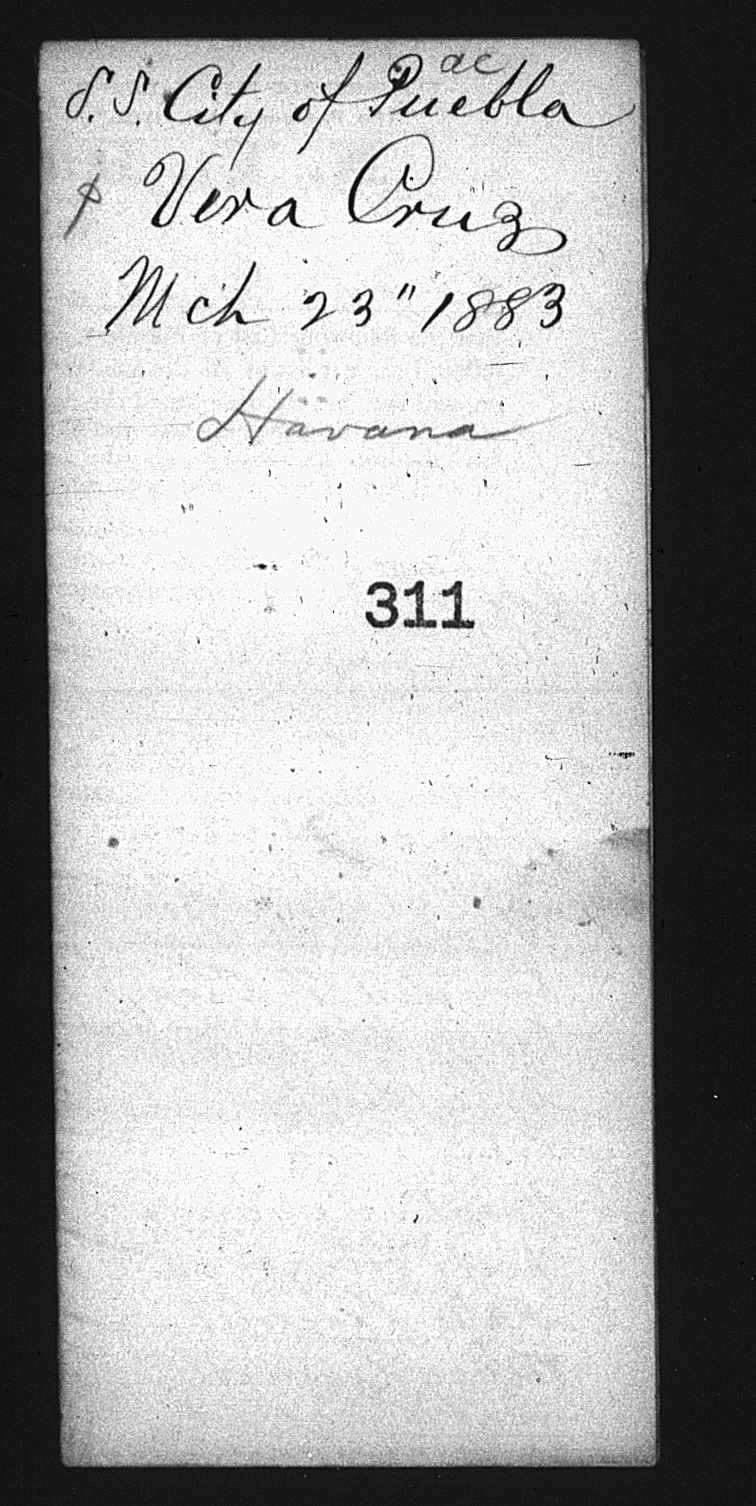 S.S. City of Puebla
Vera Cruz
Mch 23" 1883
Havana
311